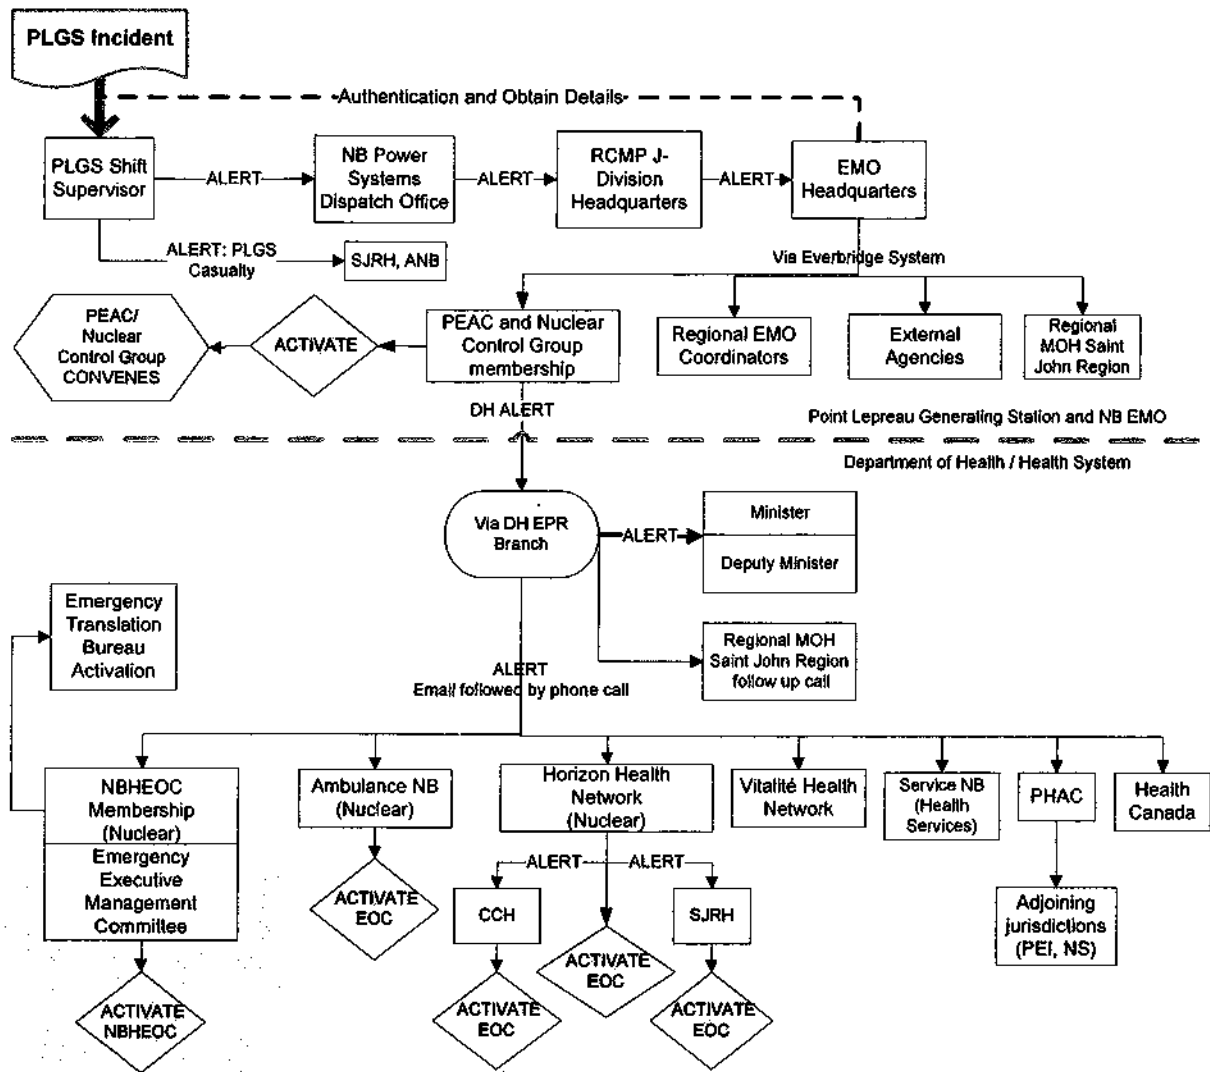 PLGS Incident
Authentication and Obtain Details
PLGS Shift
Supervisor
ALERT
NB Power
Systems
Dispatch Office
ALERT
RCMP J-
Division
Headquarters
ALERT
EMO
Headquarters
ALERT: PLGS
Casualty
SJRH, ANB
Via Everbridge System
PEAC/
Nuclear
Control Group
CONVENES
ACTIVATE
PEAC and Nuclear
Control Group
membership
Regional EMO
Coordinators
External
Agencies
Regional
MOH Saint
John Region
DH ALERT
Point Lepreau Generating Station and NB EMO
Department of Health / Health System
Via DH EPR
Branch
ALERT
Minister
Deputy Minister
Emergency
Translation
Bureau
Activation
Regional MOH
Saint John Region
follow up call
ALERT
Email followed by phone call
NBHEOC
Membership
(Nuclear)
Emergency
Executive
Management
Committee
Ambulance NB
(Nuclear)
Horizon Health
Network
(Nuclear)
Vitalité Health
Network
Service NB
(Health
Services)
PHAC
Health
Canada
ALERT
ALERT
ACTIVATE
EOC
CCH
SJRH
Adjoining
jurisdictions
(PEI, NS)
ACTIVATE
EOC
ACTIVATE
NBHEOC
ACTIVATE
EOC
ACTIVATE
EOC